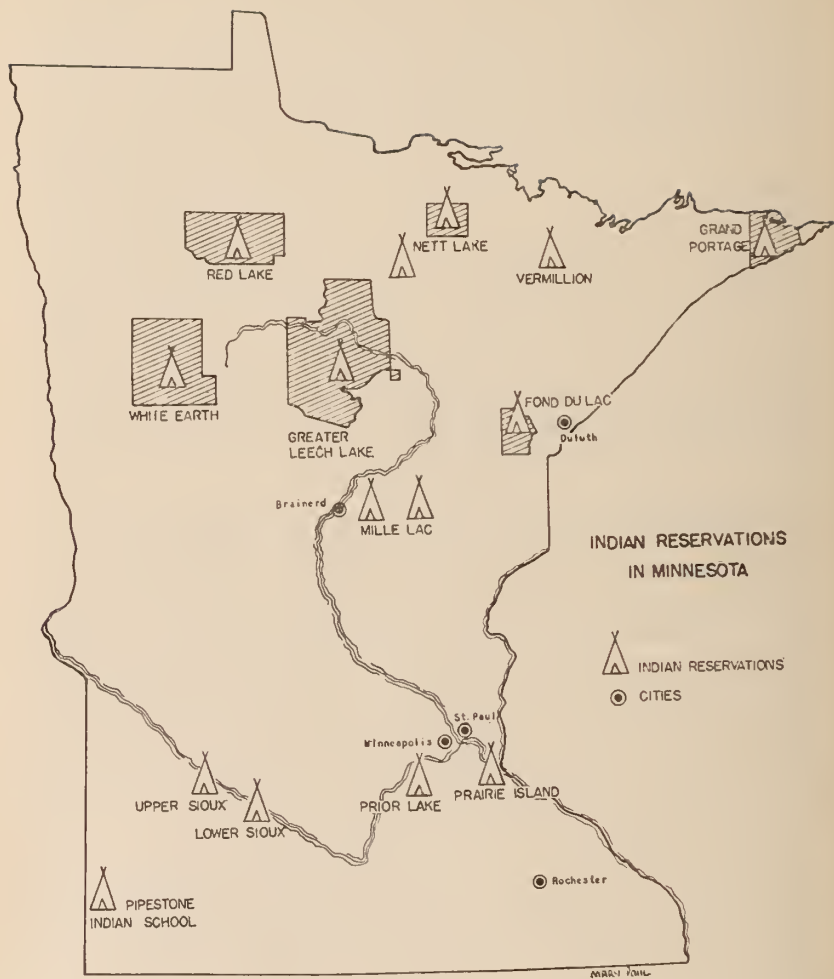 RED LAKE
NETT LAKE
VERMILLION
GRAND
PORTAGE
WHITE EARTH
GREATER
LEECH LAKE
FOND DU LAC
Duluth
Brainerd
MILLE LAC
INDIAN RESERVATIONS
IN MINNESOTA
INDIAN RESERVATIONS
CITIES
St. Paul
Minneapolis
UPPER SIOUX
LOWER SIOUX
PRIOR LAKE
PRAIRIE ISLAND
Rochester
PIPESTONE
INDIAN SCHOOL
MARY